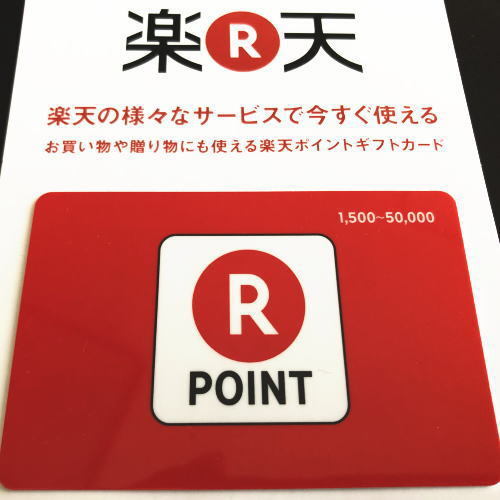 楽R天
楽天の様々なサービスで今すぐ使える
お買い物や贈り物にも使える楽天ポイントギフトカード
1,500~50,000
R
POINT